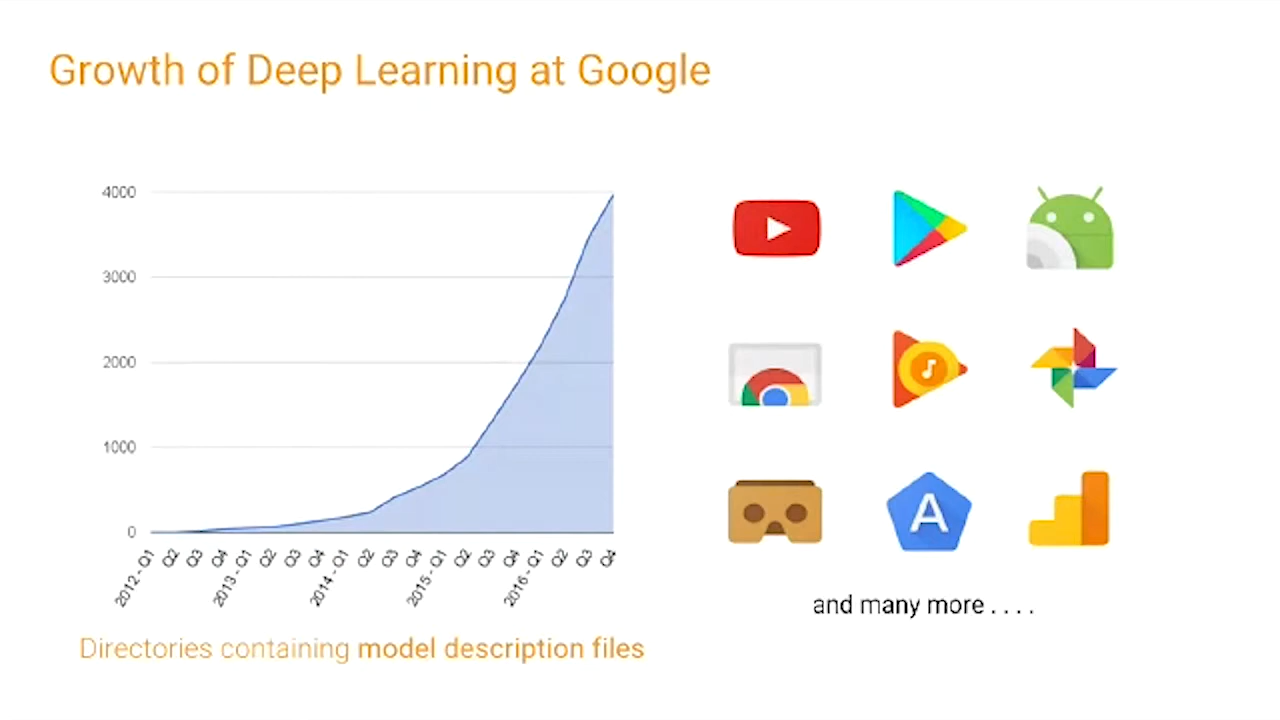 Growth of Deep Learning at Google
4000
3000
2000
1000
0
2012 - Q1
Q2
Q3
Q4
2013 - Q1
Q2
Q3
Q4
2014 - Q1
Q2
Q3
Q4
2015 - Q1
Q2
Q3
Q4
2016 - Q1
Q2
Q3
Q4
Directories containing model description files
A
and many more . . . .